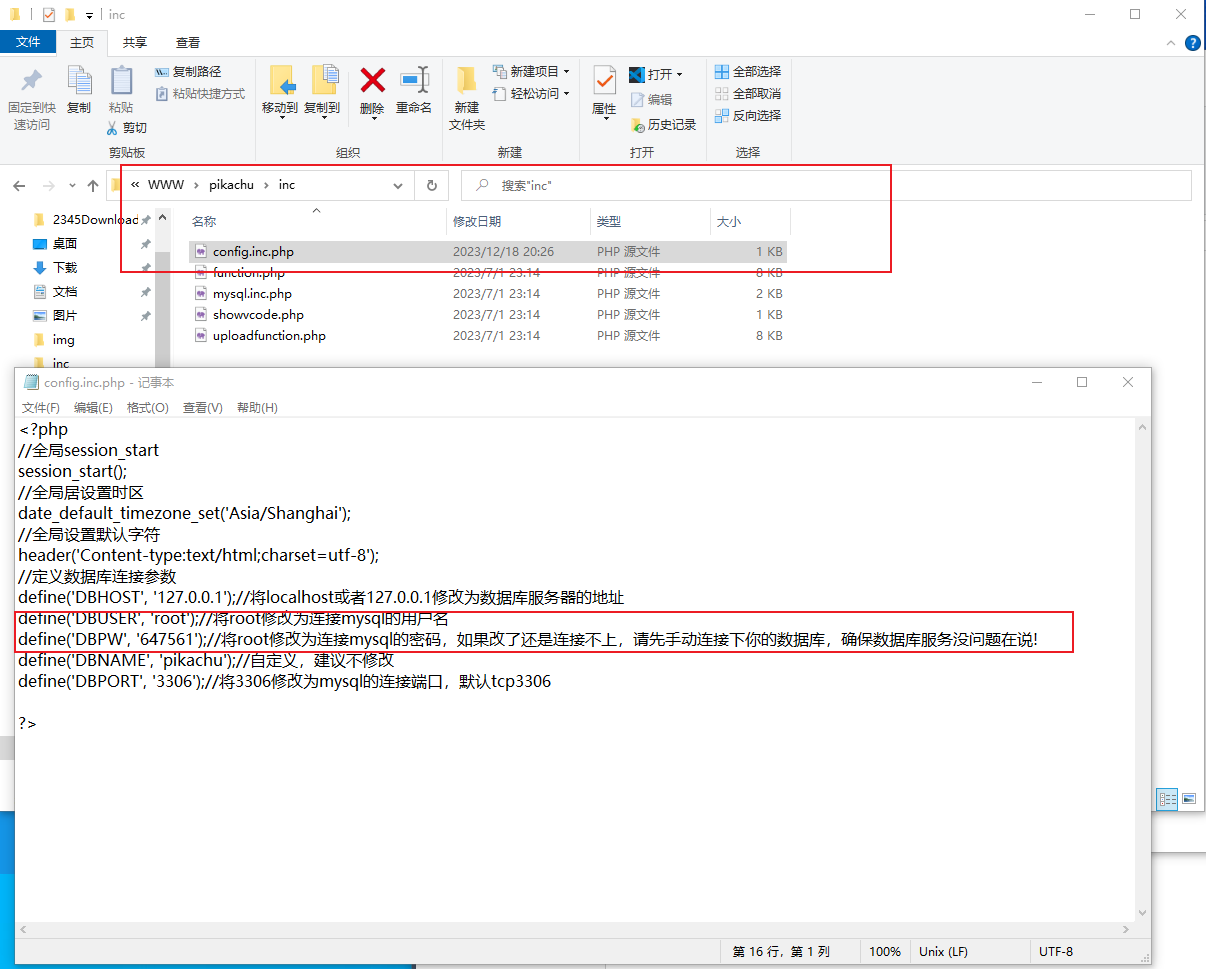 inc
文件 主页 共享 查看
固定到快速访问
复制
粘贴
复制路径
粘贴快捷方式
剪切
剪贴板
移动到
复制到
删除
重命名
组织
新建文件夹
新建项目
轻松访问
新建
属性
打开
编辑
历史记录
打开
全部选择
全部取消
反向选择
选择
« WWW › pikachu › inc
搜索"inc"
2345Download
桌面
下载
文档
图片
img
inc
名称 修改日期 类型 大小
config.inc.php 2023/12/18 20:26 PHP 源文件 1 KB
function.php 2023/7/1 23:14 PHP 源文件 8 KB
mysql.inc.php 2023/7/1 23:14 PHP 源文件 2 KB
showvcode.php 2023/7/1 23:14 PHP 源文件 1 KB
uploadfunction.php 2023/7/1 23:14 PHP 源文件 8 KB
config.inc.php - 记事本
文件(F) 编辑(E) 格式(O) 查看(V) 帮助(H)
<?php
//全局session_start
session_start();
//全局居设置时区
date_default_timezone_set('Asia/Shanghai');
//全局设置默认字符
header('Content-type:text/html;charset=utf-8');
//定义数据库连接参数
define('DBHOST', '127.0.0.1');//将localhost或者127.0.0.1修改为数据库服务器的地址
define('DBUSER', 'root');//将root修改为连接mysql的用户名
define('DBPW', '647561');//将root修改为连接mysql的密码，如果改了还是连接不上，请先手动连接下你的数据库，确保数据库服务没问题在说!
define('DBNAME', 'pikachu');//自定义，建议不修改
define('DBPORT', '3306');//将3306修改为mysql的连接端口，默认tcp3306
?>
第 16 行，第 1 列 100% Unix (LF) UTF-8